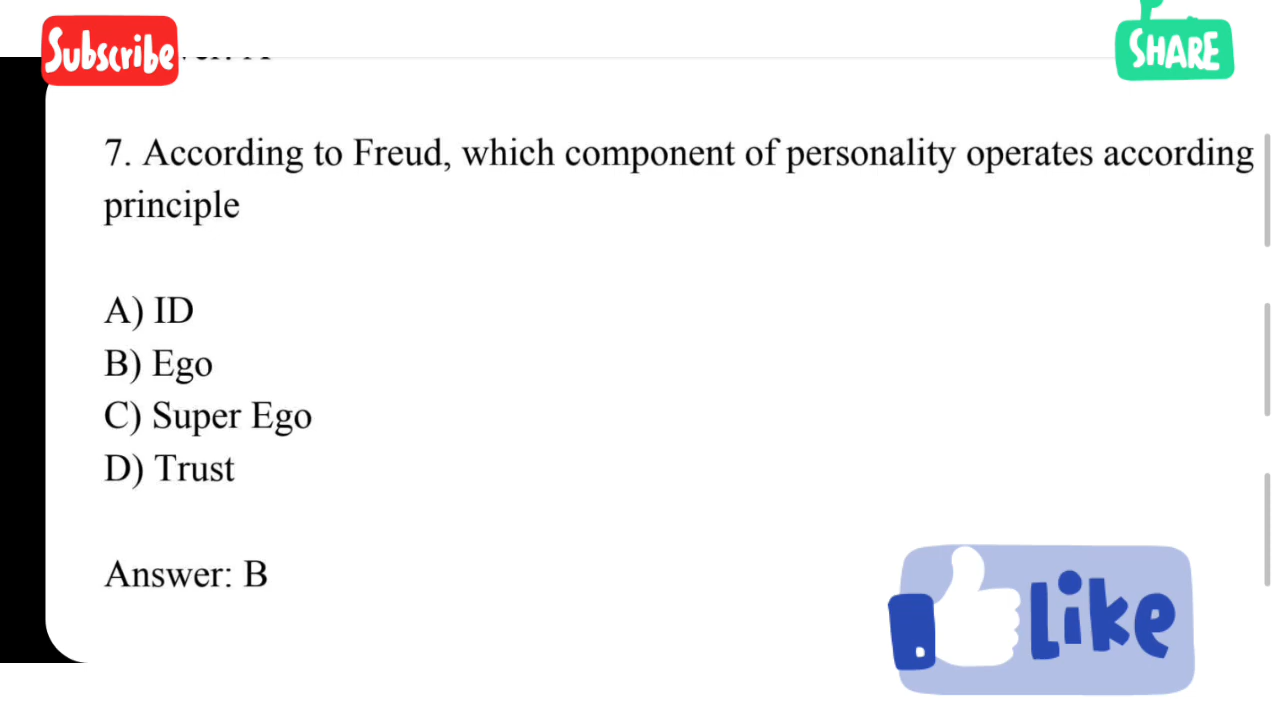 Subscribe
SHARE
7. According to Freud, which component of personality operates according
principle
A) ID
B) Ego
C) Super Ego
D) Trust
Answer: B
Like